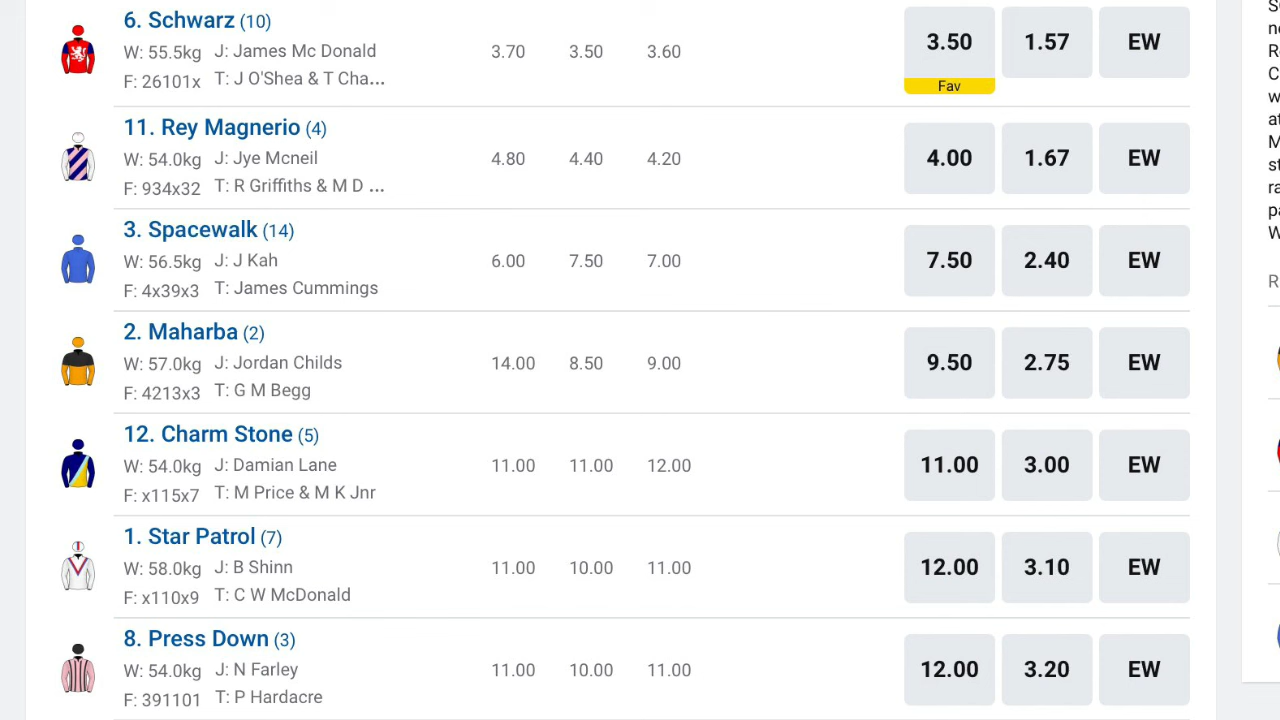 6. Schwarz (10)
W: 55.5kg J: James Mc Donald 3.70 3.50 3.60 3.50 1.57 EW
F: 26101x T: J O'Shea & T Cha... Fav
11. Rey Magnerio (4)
W: 54.0kg J: Jye Mcneil 4.80 4.40 4.20 4.00 1.67 EW
F: 934x32 T: R Griffiths & M D ...
3. Spacewalk (14)
W: 56.5kg J: J Kah 6.00 7.50 7.00 7.50 2.40 EW
F: 4x39x3 T: James Cummings
2. Maharba (2)
W: 57.0kg J: Jordan Childs 14.00 8.50 9.00 9.50 2.75 EW
F: 4213x3 T: G M Begg
12. Charm Stone (5)
W: 54.0kg J: Damian Lane 11.00 11.00 12.00 11.00 3.00 EW
F: x115x7 T: M Price & M K Jnr
1. Star Patrol (7)
W: 58.0kg J: B Shinn 11.00 10.00 11.00 12.00 3.10 EW
F: x110x9 T: C W McDonald
8. Press Down (3)
W: 54.0kg J: N Farley 11.00 10.00 11.00 12.00 3.20 EW
F: 391101 T: P Hardacre